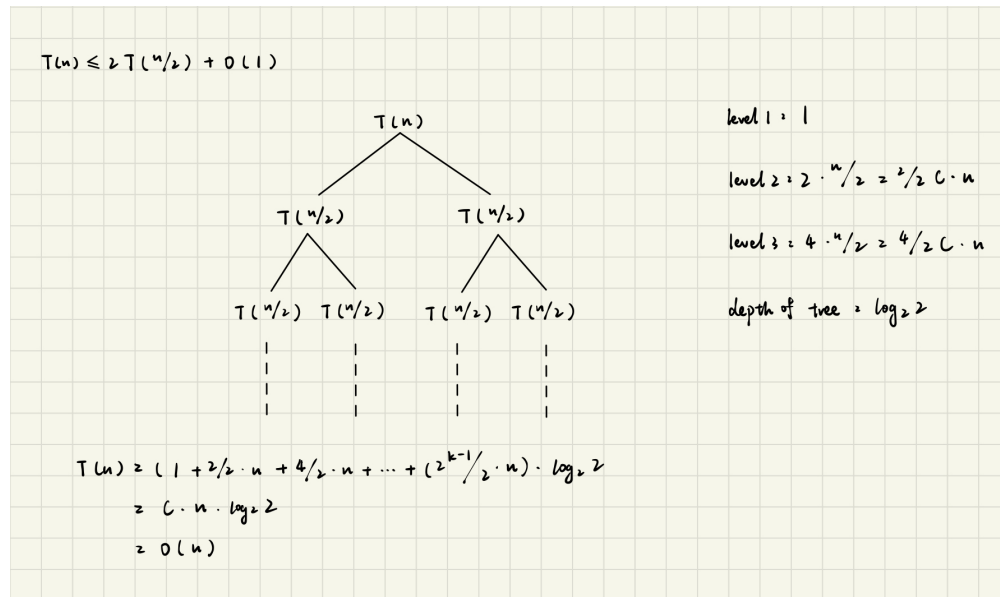 T(n) ≤ 2T(n/2) + O(1)
T(n)
T(n/2) T(n/2)
T(n/2) T(n/2) T(n/2) T(n/2)
level 1 = 1
level 2 = 2 · n/2 = 2/2 C · n
level 3 = 4 · n/2 = 4/2 C · n
depth of tree = log₂ 2
T(n) = (1 + 2/2 · n + 4/2 · n + ··· + (2^(k-1)/2 · n) · log₂ 2
= C · n · log₂ 2
= O(n)